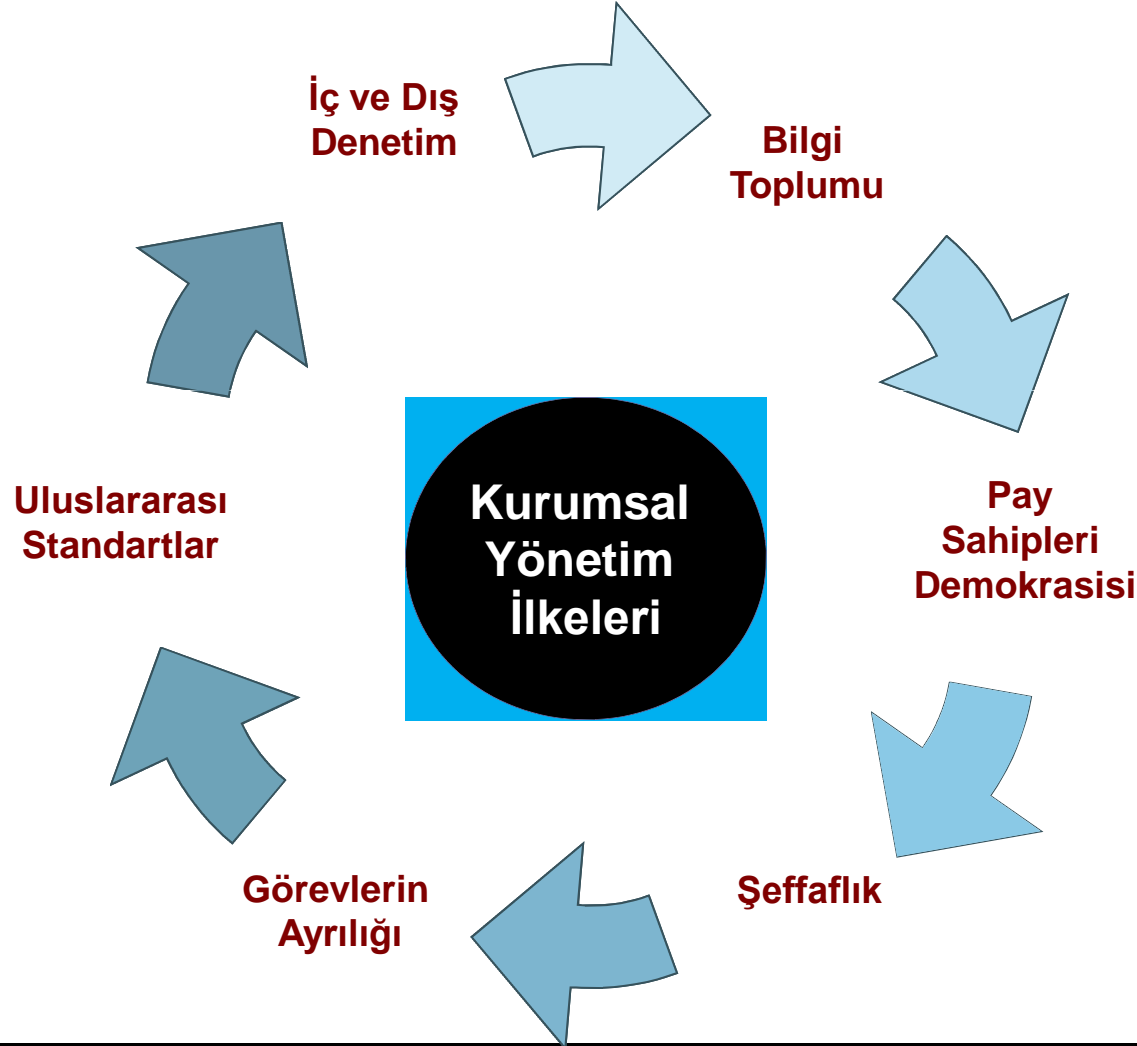 İç ve Dış
Denetim
Bilgi
Toplumu
Pay
Sahipleri
Demokrasisi
Şeffaflık
Görevlerin
Ayrılığı
Uluslararası
Standartlar
Kurumsal
Yönetim
İlkeleri